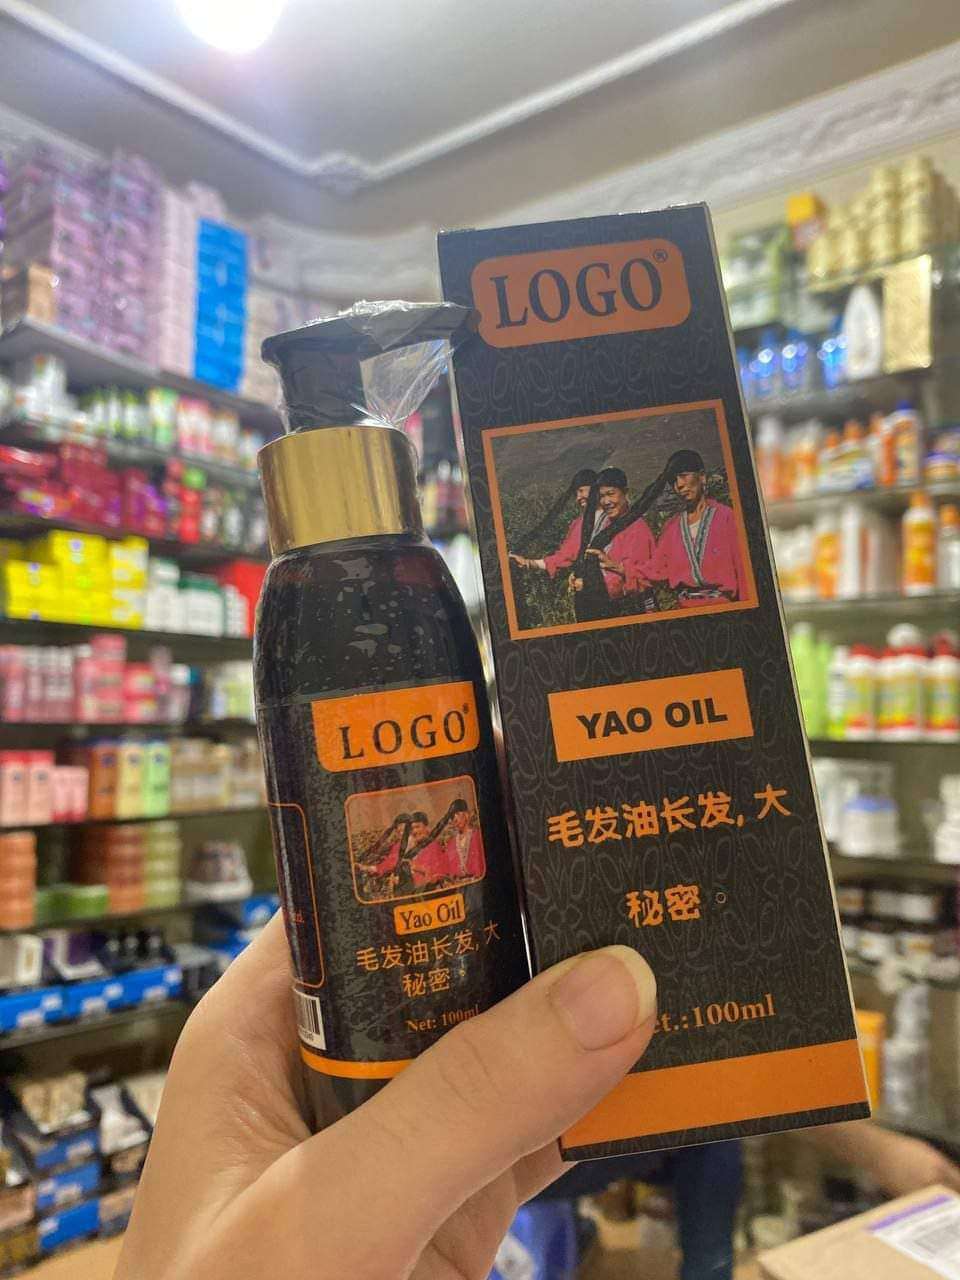 LOGO®
YAO OIL
毛发油长发, 大
秘密。
t.:100ml
LOGO®
Yao Oil
毛发油长发, 大
秘密。
Net: 100ml